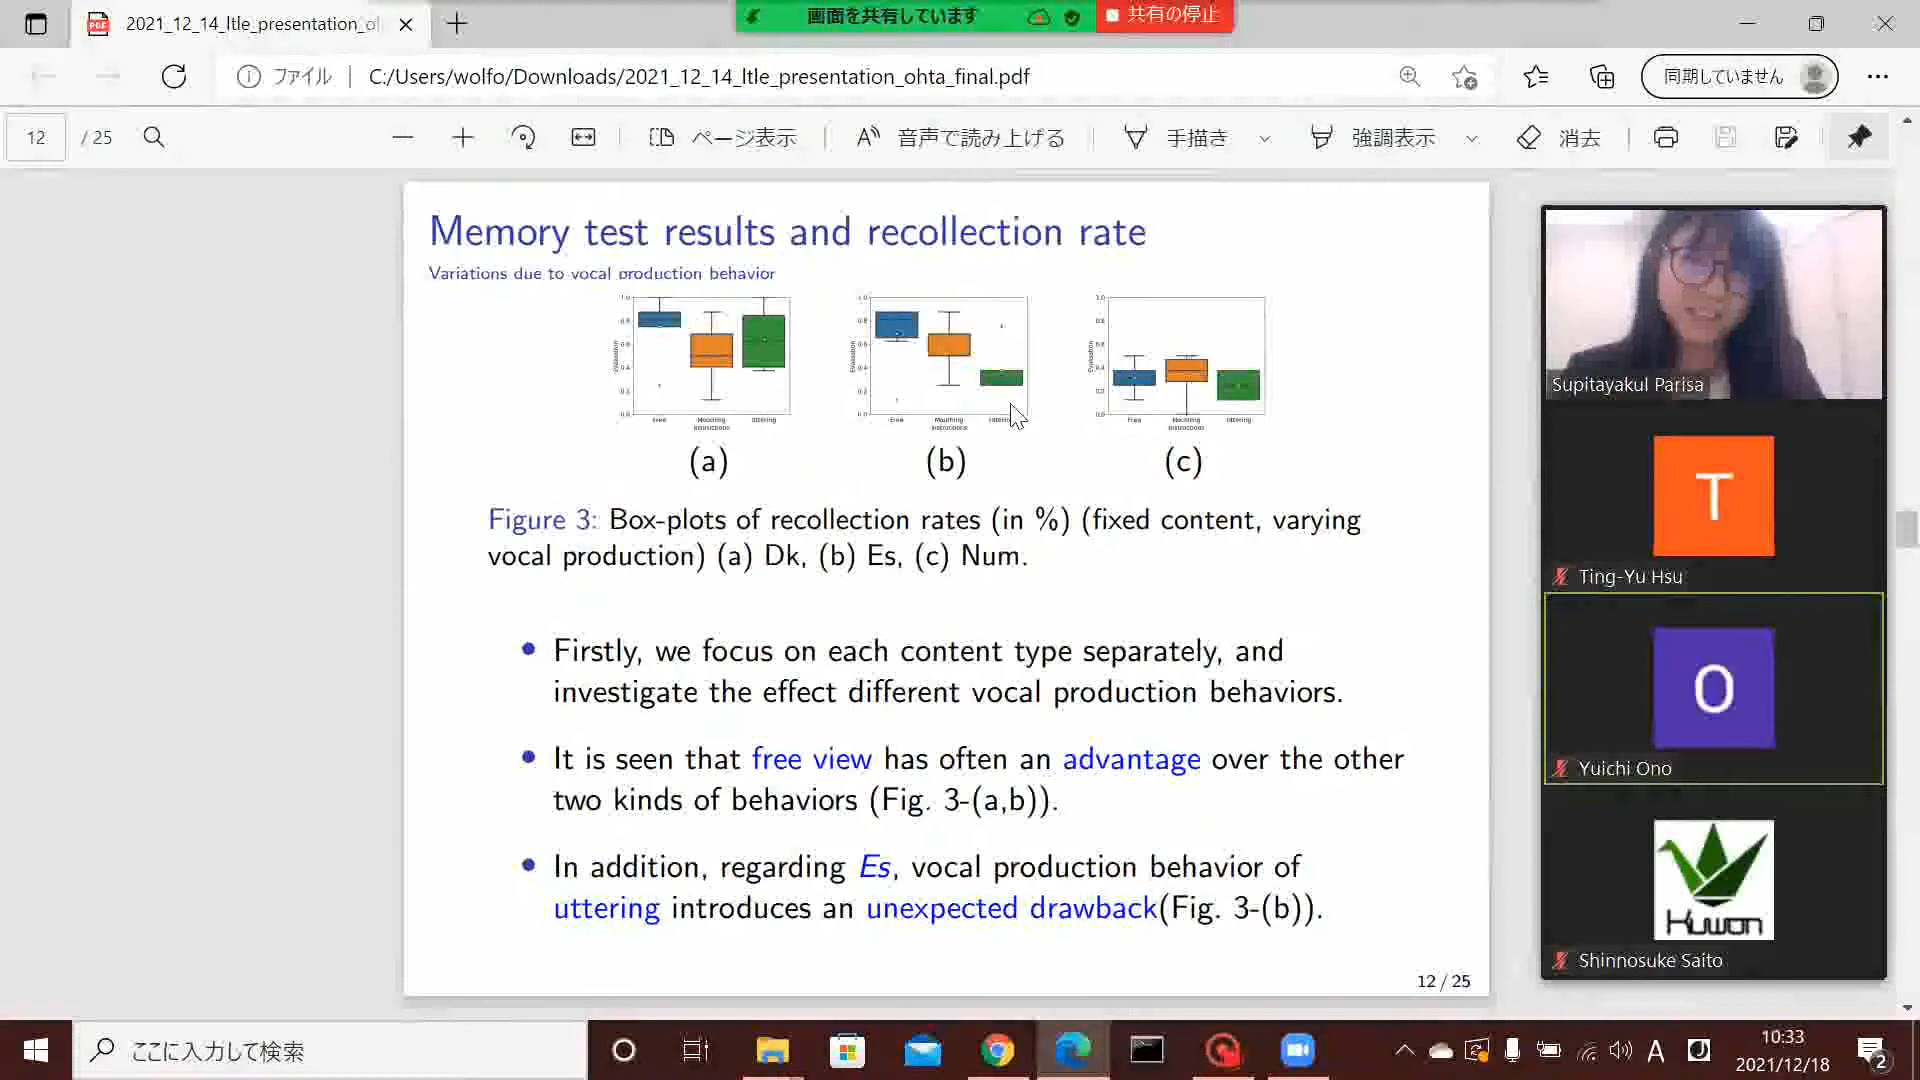 2021_12_14_ltle_presentation_ol
画面を共有しています
共有の停止
ファイル
C:/Users/wolfo/Downloads/2021_12_14_ltle_presentation_ohta_final.pdf
同期していません
12 / 25
ページ表示
音声で読み上げる
手描き
強調表示
消去
Memory test results and recollection rate
Variations due to vocal production behavior
(a)
(b)
(c)
Figure 3: Box-plots of recollection rates (in %) (fixed content, varying
vocal production) (a) Dk, (b) Es, (c) Num.
• Firstly, we focus on each content type separately, and
investigate the effect different vocal production behaviors.
• It is seen that free view has often an advantage over the other
two kinds of behaviors (Fig. 3-(a,b)).
• In addition, regarding Es, vocal production behavior of
uttering introduces an unexpected drawback(Fig. 3-(b)).
12 / 25
Supitayakul Parisa
T
Ting-Yu Hsu
O
Yuichi Ono
Kuwon
Shinnosuke Saito
ここに入力して検索
A
10:33
2021/12/18
2